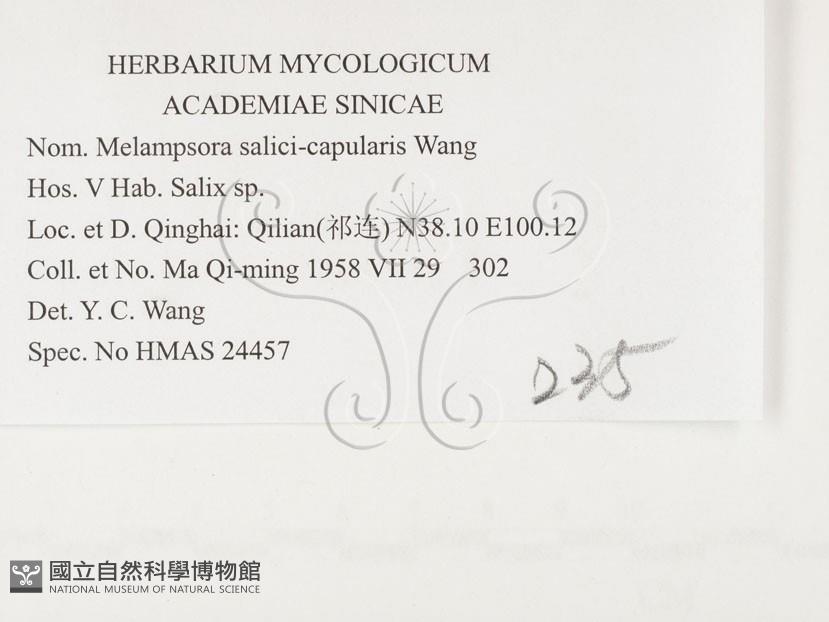 HERBARIUM MYCOLOGICUM
ACADEMIAE SINICAE
Nom. Melampsora salici-capularis Wang
Hos. V Hab. Salix sp.
Loc. et D. Qinghai: Qilian(祁连) N38.10 E100.12
Coll. et No. Ma Qi-ming 1958 VII 29 302
Det. Y. C. Wang
Spec. No HMAS 24457
D235
國立自然科學博物館
NATIONAL MUSEUM OF NATURAL SCIENCE